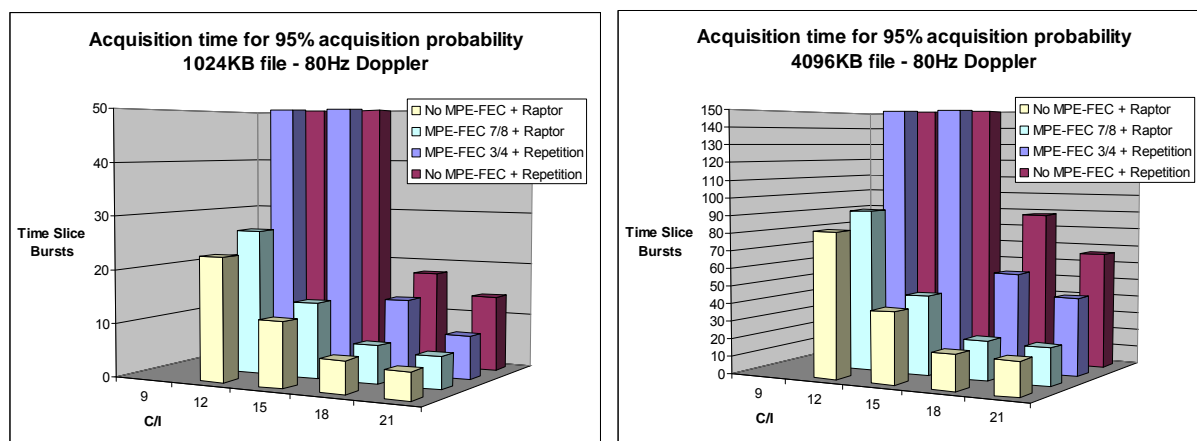 Acquisition time for 95% acquisition probability
1024KB file - 80Hz Doppler
50
40
30
20
10
0
Time Slice
Bursts
9
12
15
18
21
C/I
No MPE-FEC + Raptor
MPE-FEC 7/8 + Raptor
MPE-FEC 3/4 + Repetition
No MPE-FEC + Repetition
Acquisition time for 95% acquisition probability
4096KB file - 80Hz Doppler
150
140
130
120
110
100
90
80
70
60
50
40
30
20
10
0
Time Slice
Bursts
9
12
15
18
21
C/I
No MPE-FEC + Raptor
MPE-FEC 7/8 + Raptor
MPE-FEC 3/4 + Repetition
No MPE-FEC + Repetition